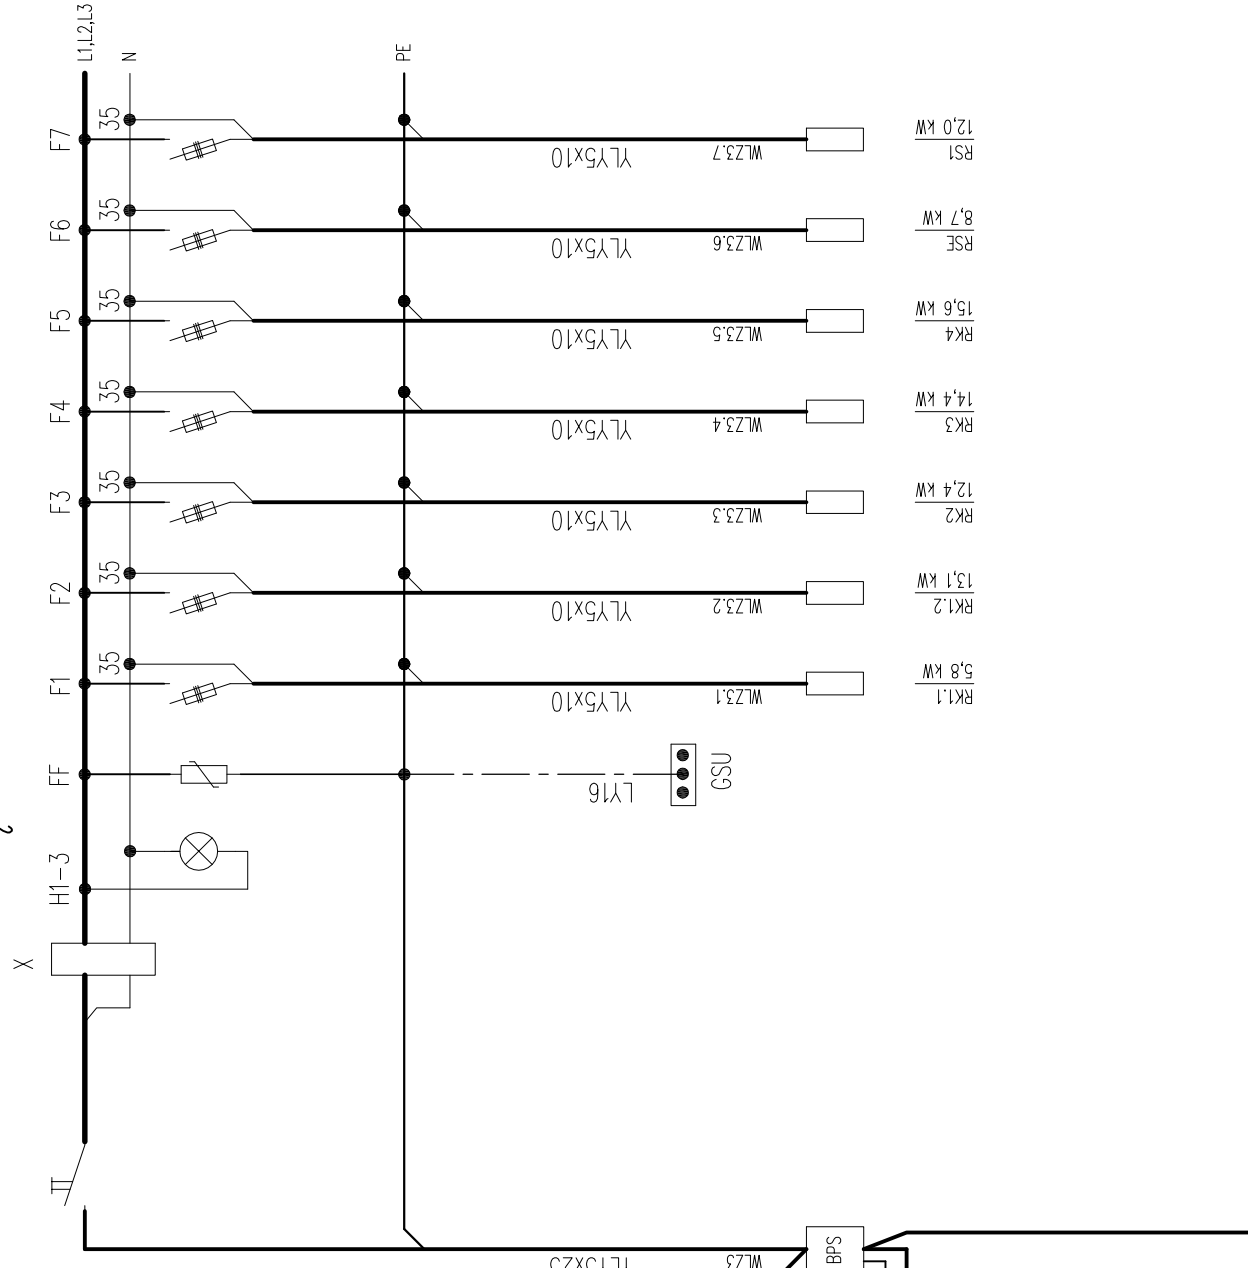 L1,L2,L3
N
PE
F7
35
YLY5x10
WLZ3.7
RS1
12,0 kW
F6
35
YLY5x10
WLZ3.6
RSE
8,7 kW
F5
35
YLY5x10
WLZ3.5
RK4
15,6 kW
F4
35
YLY5x10
WLZ3.4
RK3
14,4 kW
F3
35
YLY5x10
WLZ3.3
RK2
12,4 kW
F2
35
YLY5x10
WLZ3.2
RK1.2
13,1 kW
F1
35
YLY5x10
WLZ3.1
RK1.1
5,8 kW
FF
LY16
GSU
H1-3
X
WLZ3
BPS